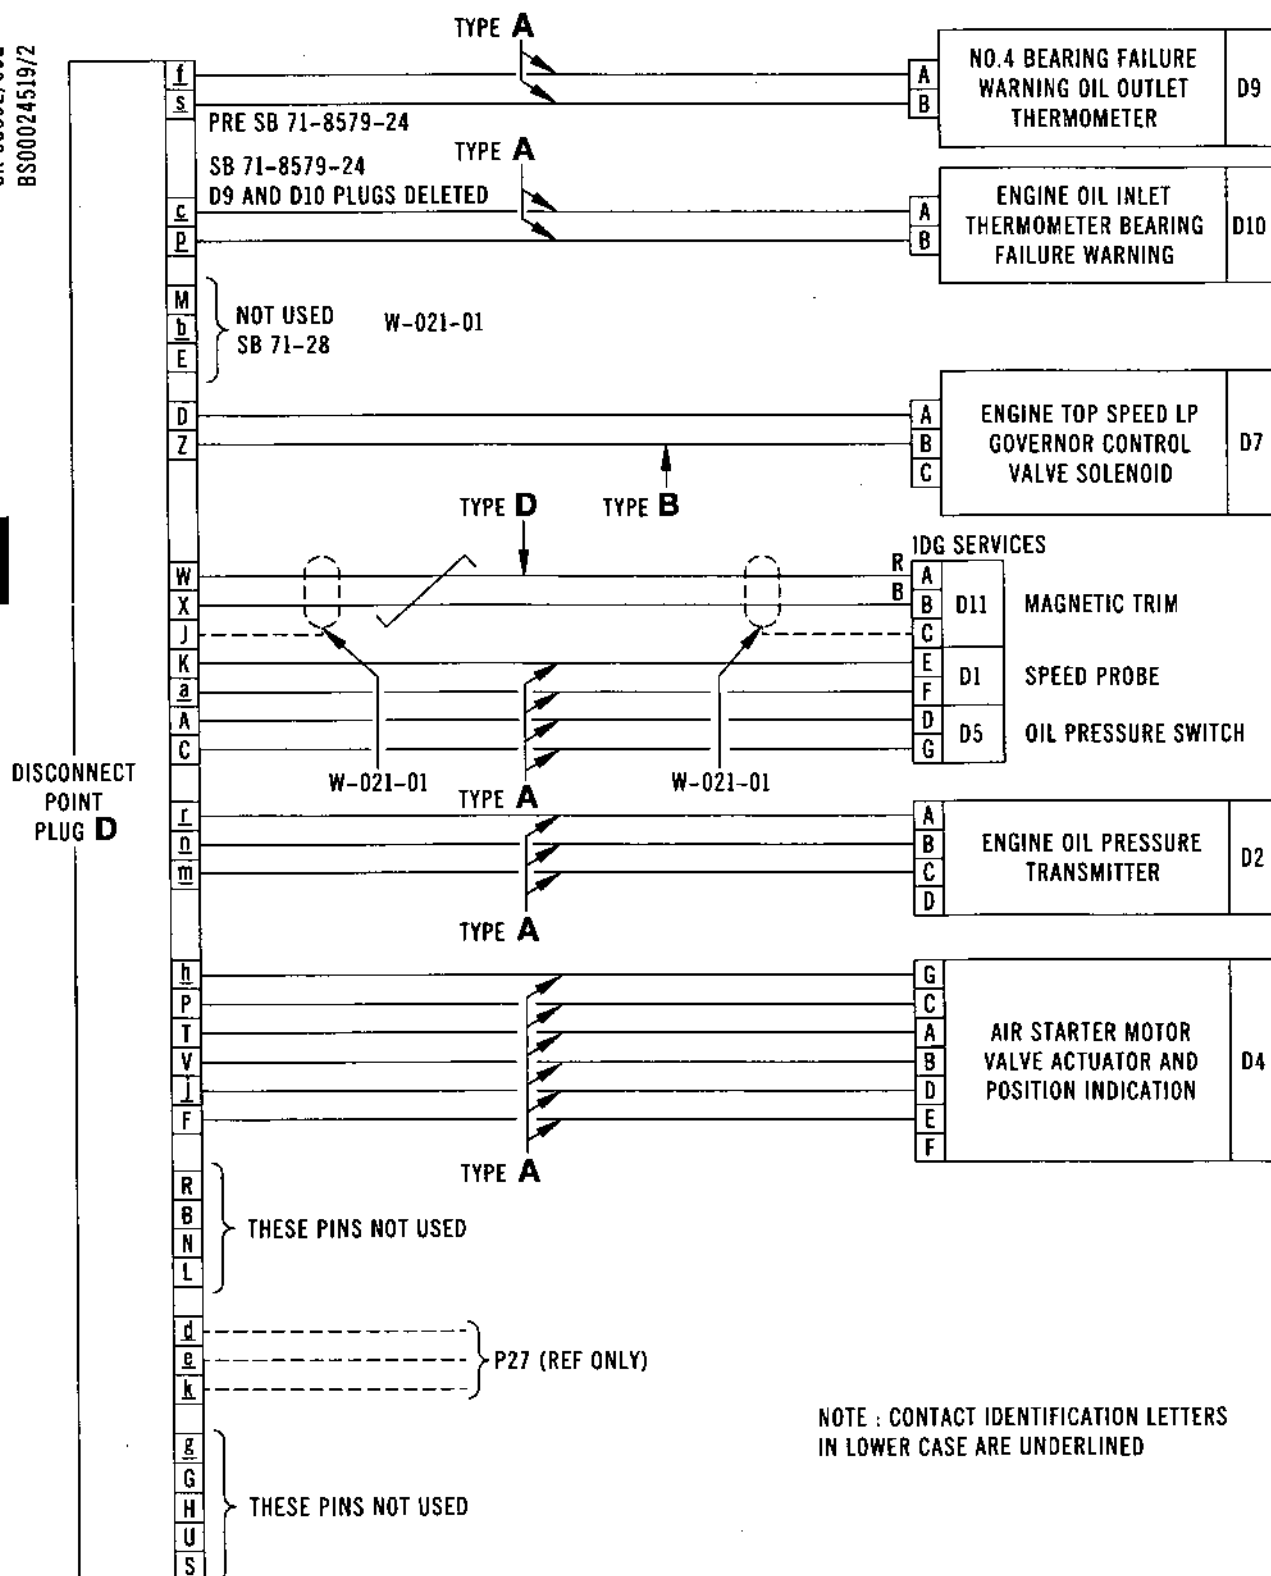 BS00024519/2
TYPE A
f
s
A
B
NO.4 BEARING FAILURE
WARNING OIL OUTLET
THERMOMETER
D9
PRE SB 71-8579-24
SB 71-8579-24
D9 AND D10 PLUGS DELETED
TYPE A
c
p
A
B
ENGINE OIL INLET
THERMOMETER BEARING
FAILURE WARNING
D10
M
b
E
NOT USED
SB 71-28
W-021-01
D
Z
A
B
C
ENGINE TOP SPEED LP
GOVERNOR CONTROL
VALVE SOLENOID
D7
TYPE D
TYPE B
IDG SERVICES
W
X
J
K
a
A
C
R
B
A
B
C
E
F
D
G
D11
MAGNETIC TRIM
D1
SPEED PROBE
D5
OIL PRESSURE SWITCH
W-021-01
TYPE A
W-021-01
DISCONNECT
POINT
PLUG D
r
n
m
A
B
C
D
ENGINE OIL PRESSURE
TRANSMITTER
D2
TYPE A
h
P
T
V
j
F
G
C
A
B
D
E
F
AIR STARTER MOTOR
VALVE ACTUATOR AND
POSITION INDICATION
D4
TYPE A
R
B
N
L
THESE PINS NOT USED
d
e
k
P27 (REF ONLY)
NOTE : CONTACT IDENTIFICATION LETTERS
IN LOWER CASE ARE UNDERLINED
g
G
H
U
S
THESE PINS NOT USED